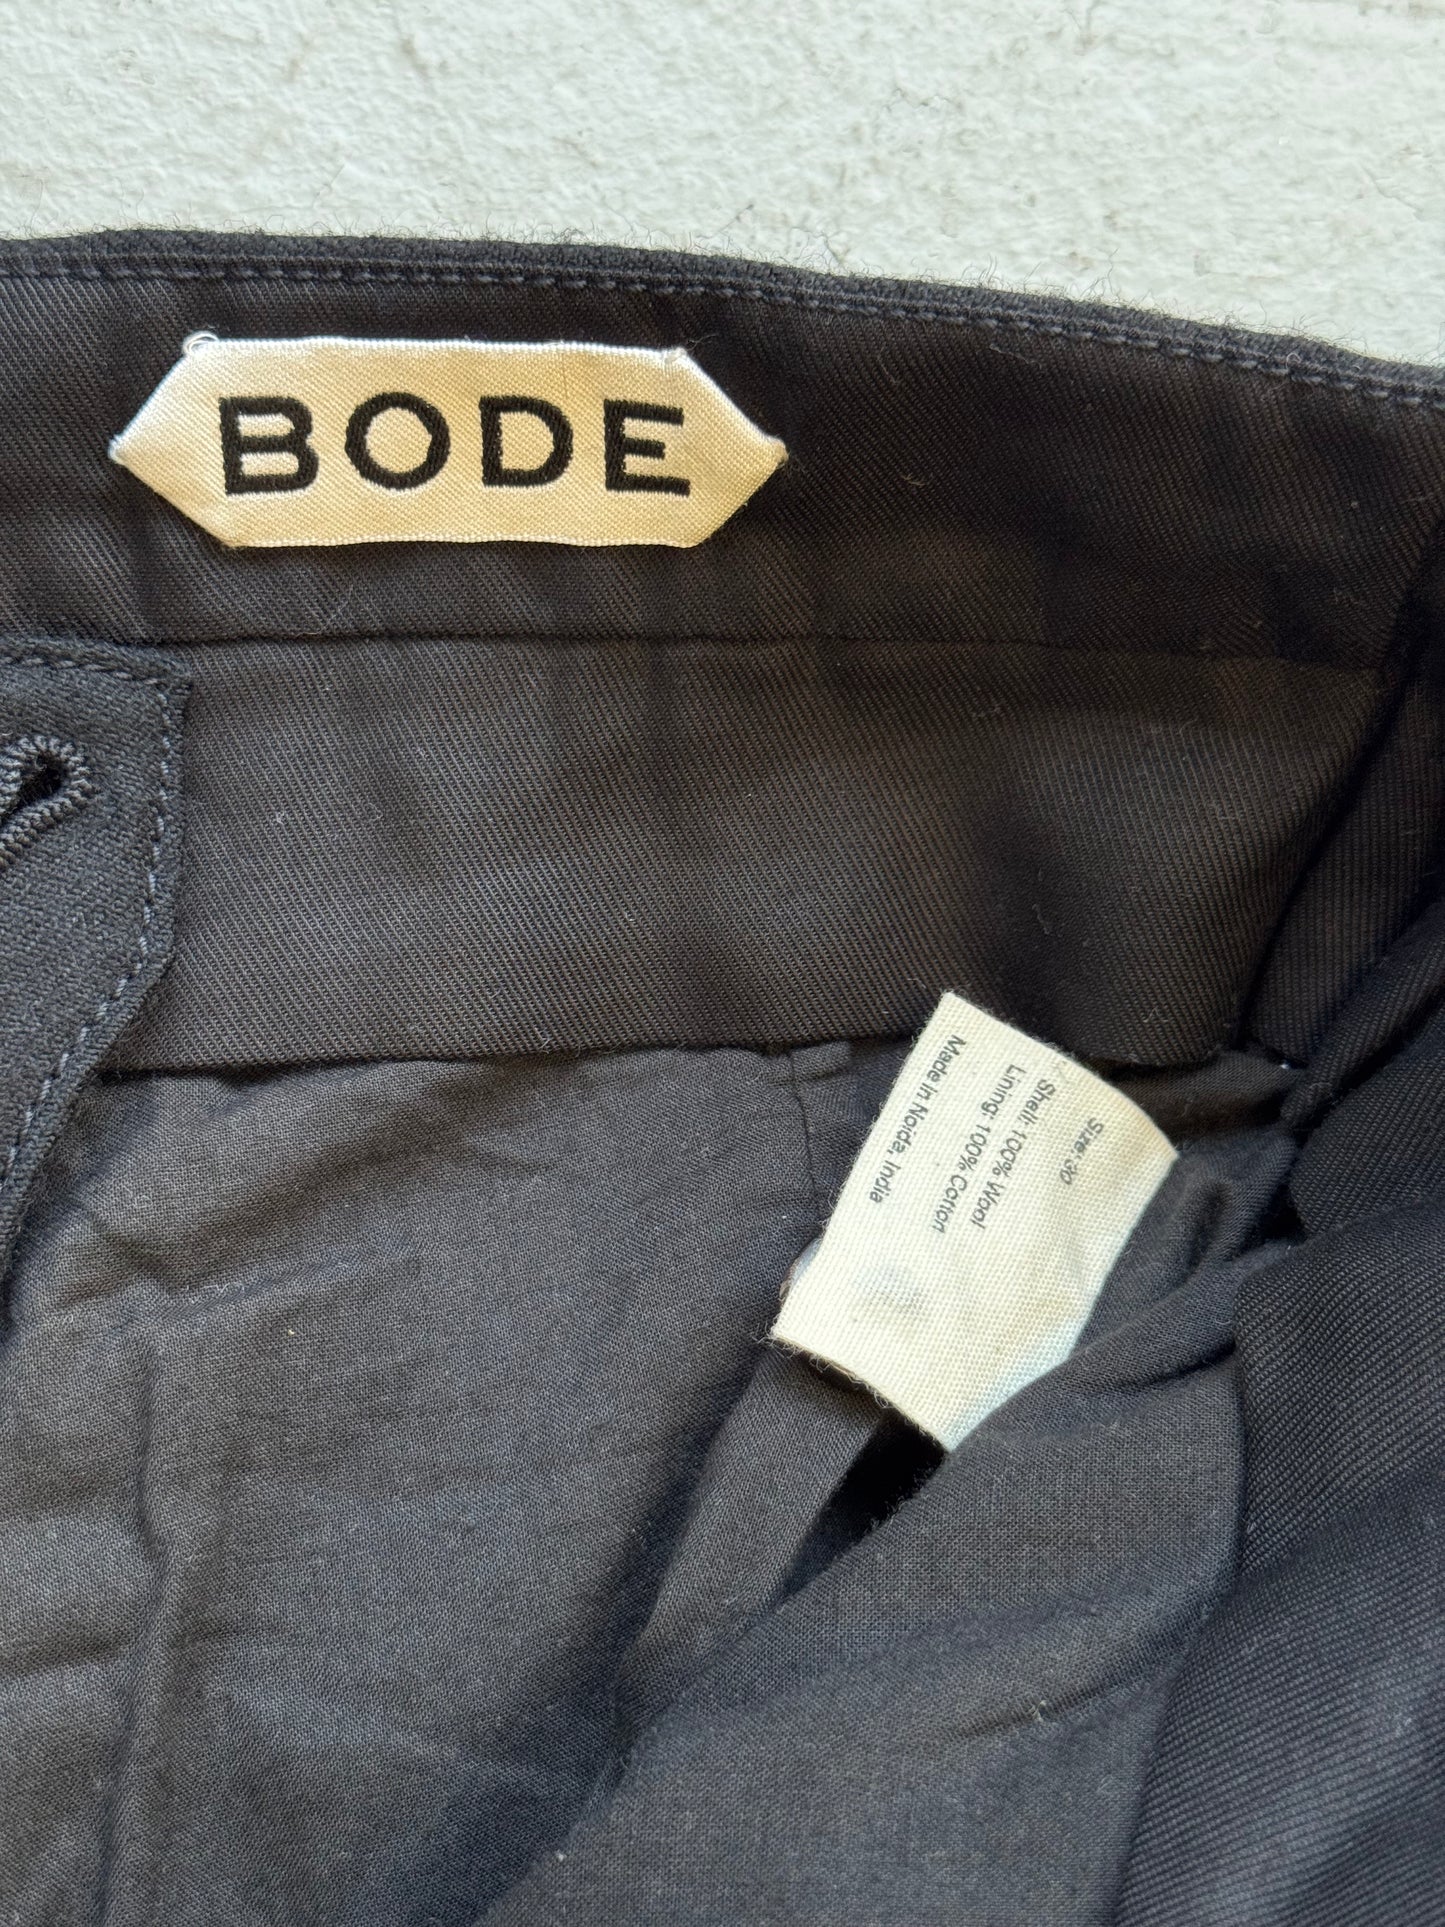 BODE
Size: 30
Shell: 100% Wool
Lining: 100% Cotton
Made In Noida, India